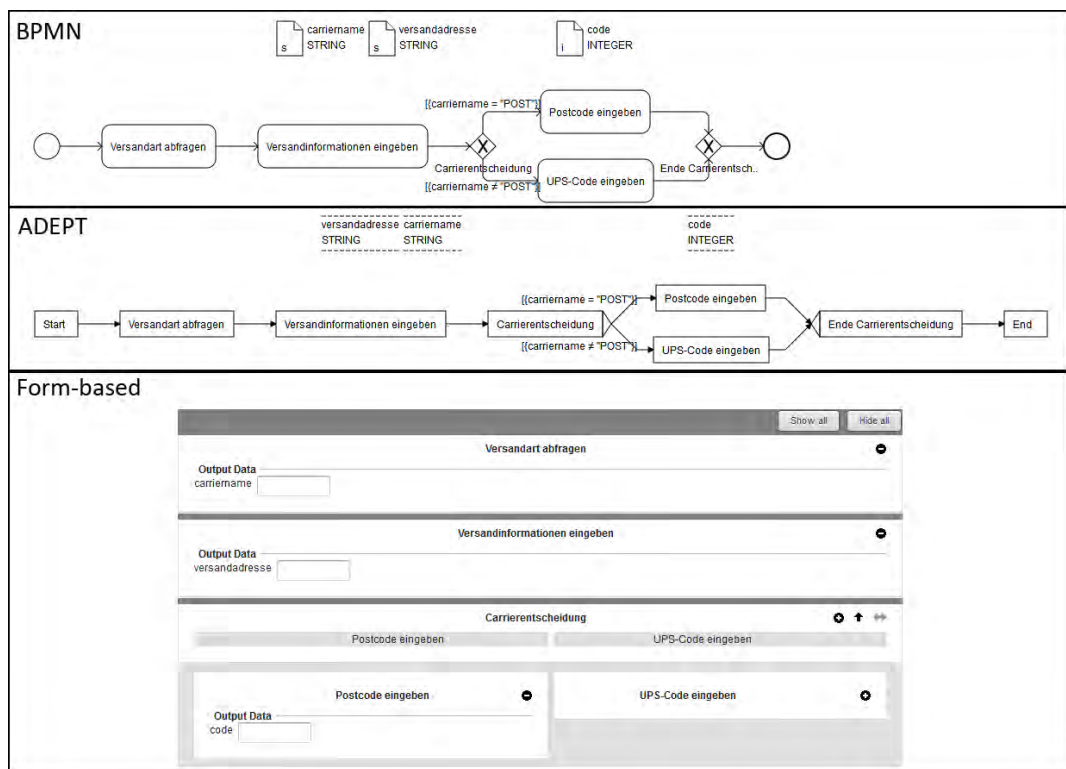 BPMN
carriername
STRING
s
versandadresse
STRING
s
code
INTEGER
i
[{carriername = "POST"}]
Postcode eingeben
Versandart abfragen
Versandinformationen eingeben
X
X
Carrierentscheidung
Ende Carrierentsch..
[{carriername ≠ "POST"}]
UPS-Code eingeben
ADEPT
versandadresse
STRING
carriername
STRING
code
INTEGER
[{carriername = "POST"}]
Postcode eingeben
Start
Versandart abfragen
Versandinformationen eingeben
Carrierentscheidung
Ende Carrierentscheidung
End
[{carriername ≠ "POST"}]
UPS-Code eingeben
Form-based
Show all
Hide all
Versandart abfragen
Output Data
carriername
Versandinformationen eingeben
Output Data
versandadresse
Carrierentscheidung
Postcode eingeben
UPS-Code eingeben
Postcode eingeben
UPS-Code eingeben
Output Data
code